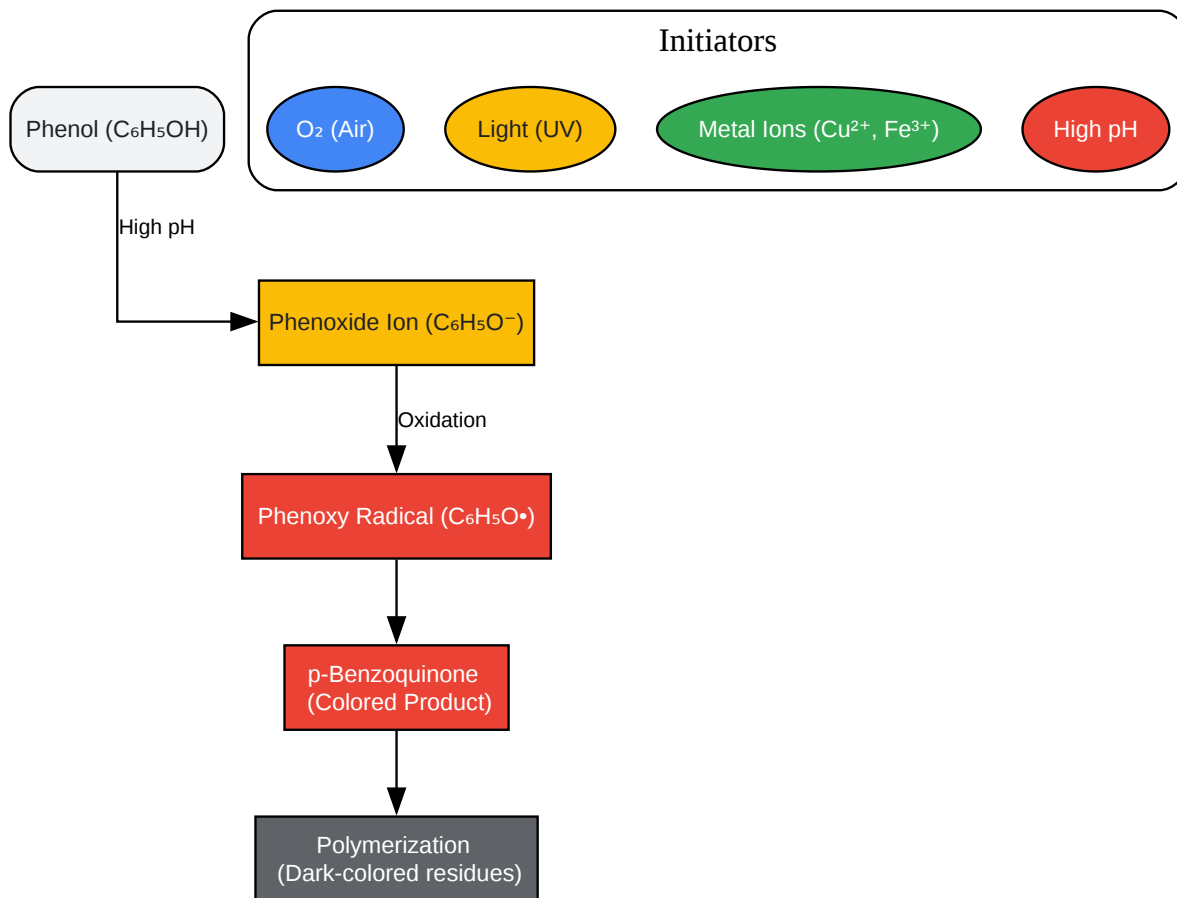 Initiators
Phenol (C₆H₅OH)
O₂ (Air)
Light (UV)
Metal Ions (Cu²⁺, Fe³⁺)
High pH
High pH
Phenoxide Ion (C₆H₅O⁻)
Oxidation
Phenoxy Radical (C₆H₅O•)
p-Benzoquinone
(Colored Product)
Polymerization
(Dark-colored residues)